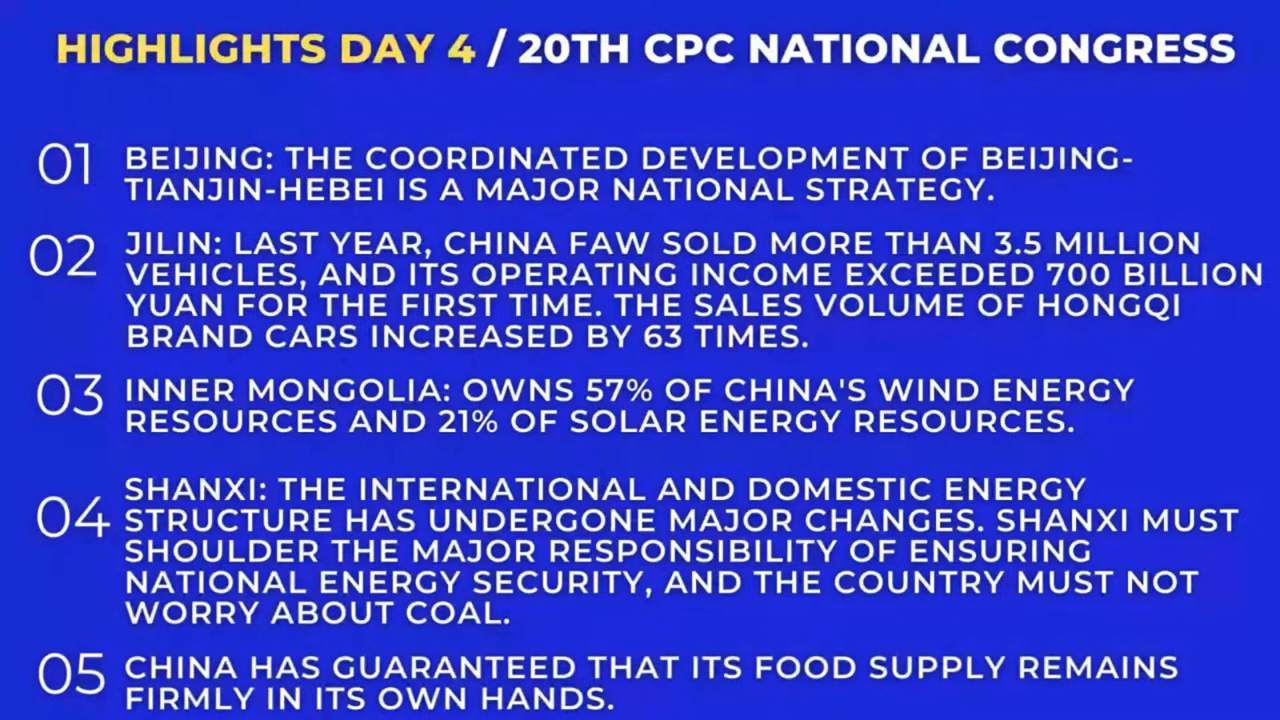 HIGHLIGHTS DAY 4 / 20TH CPC NATIONAL CONGRESS
01 BEIJING: THE COORDINATED DEVELOPMENT OF BEIJING-
TIANJIN-HEBEI IS A MAJOR NATIONAL STRATEGY.
02 JILIN: LAST YEAR, CHINA FAW SOLD MORE THAN 3.5 MILLION
VEHICLES, AND ITS OPERATING INCOME EXCEEDED 700 BILLION
YUAN FOR THE FIRST TIME. THE SALES VOLUME OF HONGQI
BRAND CARS INCREASED BY 63 TIMES.
03 INNER MONGOLIA: OWNS 57% OF CHINA'S WIND ENERGY
RESOURCES AND 21% OF SOLAR ENERGY RESOURCES.
04 SHANXI: THE INTERNATIONAL AND DOMESTIC ENERGY
STRUCTURE HAS UNDERGONE MAJOR CHANGES. SHANXI MUST
SHOULDER THE MAJOR RESPONSIBILITY OF ENSURING
NATIONAL ENERGY SECURITY, AND THE COUNTRY MUST NOT
WORRY ABOUT COAL.
05 CHINA HAS GUARANTEED THAT ITS FOOD SUPPLY REMAINS
FIRMLY IN ITS OWN HANDS.